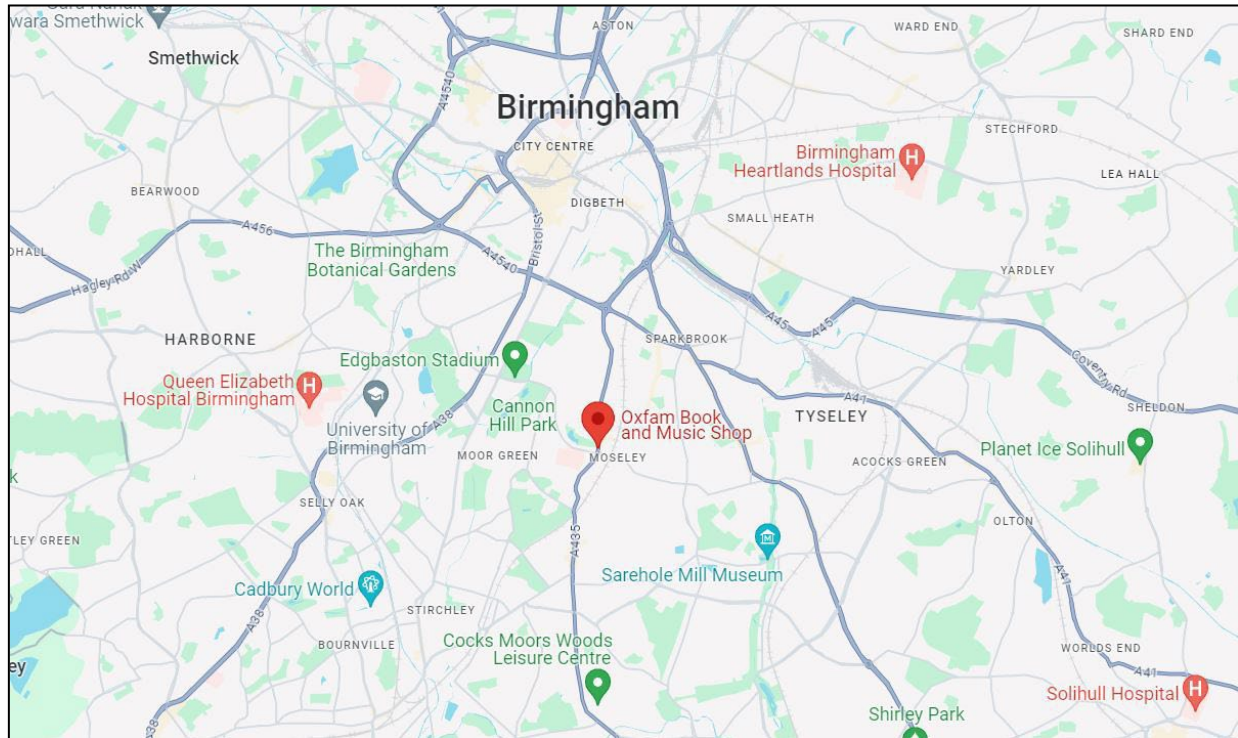 wara Smethwick
Smethwick
ASTON
WARD END
SHARD END
A4540
Birmingham
CITY CENTRE
STECHFORD
Birmingham
Heartlands Hospital
H
LEA HALL
BEARWOOD
DIGBETH
SMALL HEATH
A456
Bristol St
The Birmingham
Botanical Gardens
A4540
YARDLEY
Hagley Rd W
A45
A45
HARBORNE
SPARKBROOK
Edgbaston Stadium
Coventry Rd
Queen Elizabeth
Hospital Birmingham
H
Cannon
Hill Park
Oxfam Book
and Music Shop
A41
TYSELEY
SHELDON
University of
Birmingham
A38
MOOR GREEN
MOSELEY
ACOCKS GREEN
Planet Ice Solihull
SELLY OAK
A435
OLTON
TLEY GREEN
Cadbury World
Sarehole Mill Museum
A41
A38
STIRCHLEY
BOURNVILLE
Cocks Moors Woods
Leisure Centre
WORLDS END
A41
ey
Solihull Hospital
H
A38
Shirley Park